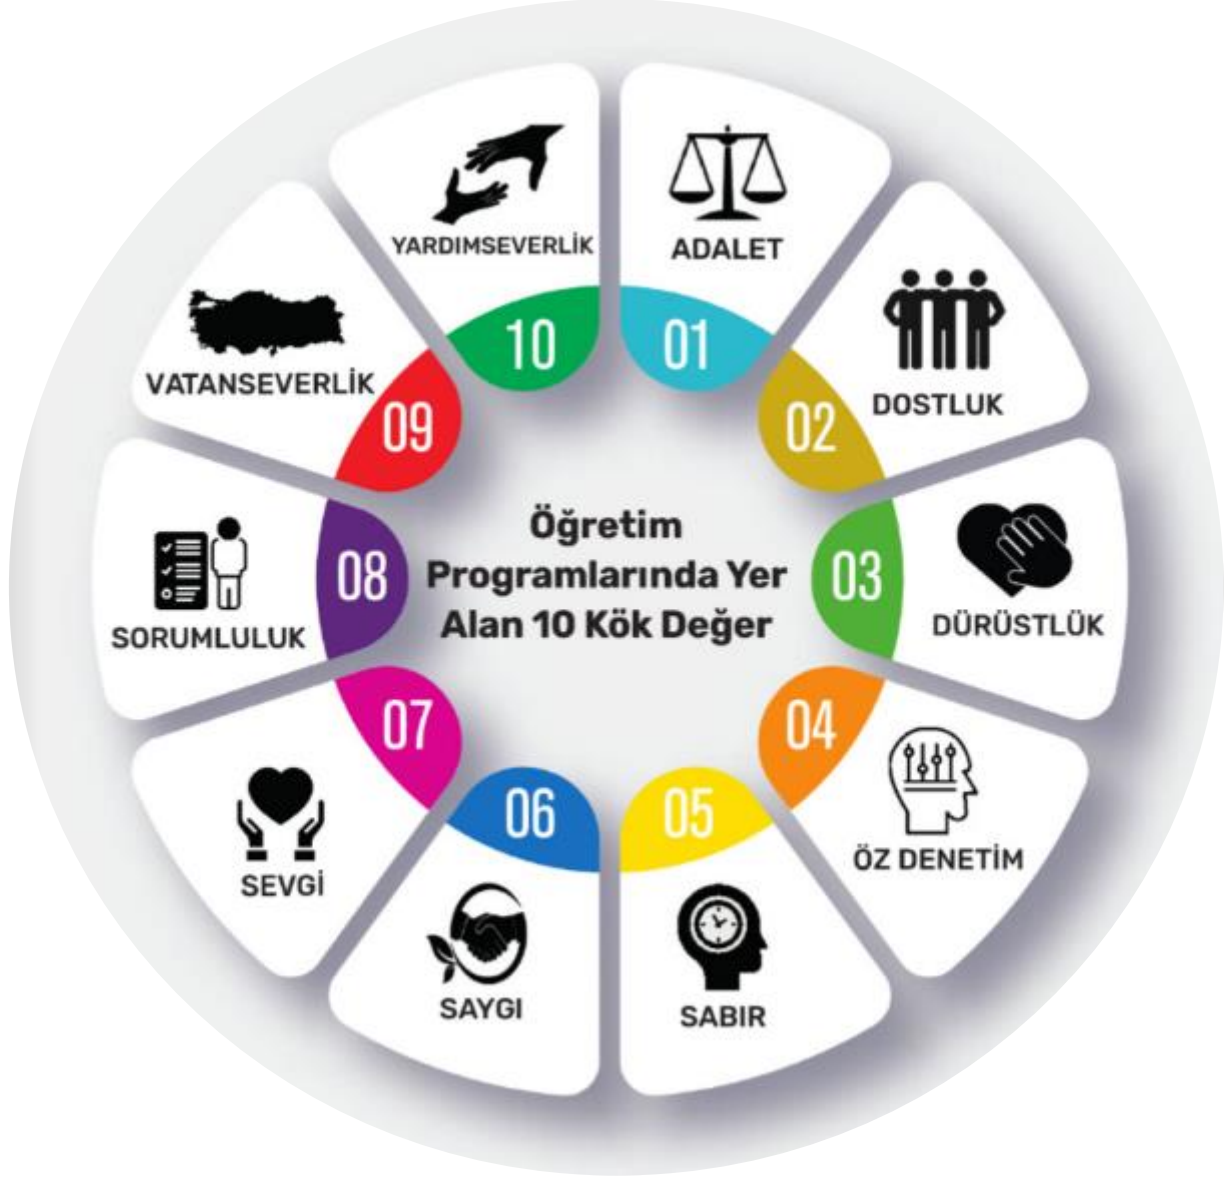 Öğretim
Programlarında Yer
Alan 10 Kök Değer
01
ADALET
02
DOSTLUK
03
DÜRÜSTLÜK
04
ÖZ DENETİM
05
SABIR
06
SAYGI
07
SEVGİ
08
SORUMLULUK
09
VATANSEVERLİK
10
YARDIMSEVERLİK